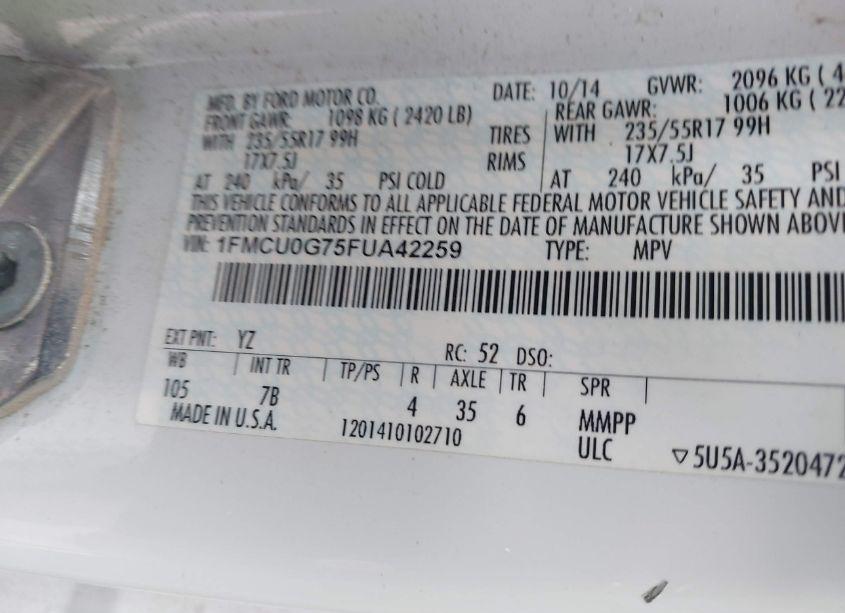 MFD. BY FORD MOTOR CO. DATE: 10/14 GVWR: 2096 KG ( 4
FRONT GAWR: 1098 KG ( 2420 LB) REAR GAWR: 1006 KG ( 22
WITH 235/55R17 99H TIRES WITH 235/55R17 99H
17X7.5J RIMS 17X7.5J
AT 240 kPa/ 35 PSI COLD AT 240 kPa/ 35 PSI
THIS VEHICLE CONFORMS TO ALL APPLICABLE FEDERAL MOTOR VEHICLE SAFETY AND
PREVENTION STANDARDS IN EFFECT ON THE DATE OF MANUFACTURE SHOWN ABOVE
VIN: 1FMCU0G75FUA42259 TYPE: MPV
EXT PNT: YZ RC: 52 DSO:
WB INT TR TP/PS R AXLE TR SPR
105 7B 4 35 6 MMPP
MADE IN U.S.A. 1201410102710 ULC ▽5U5A-3520472